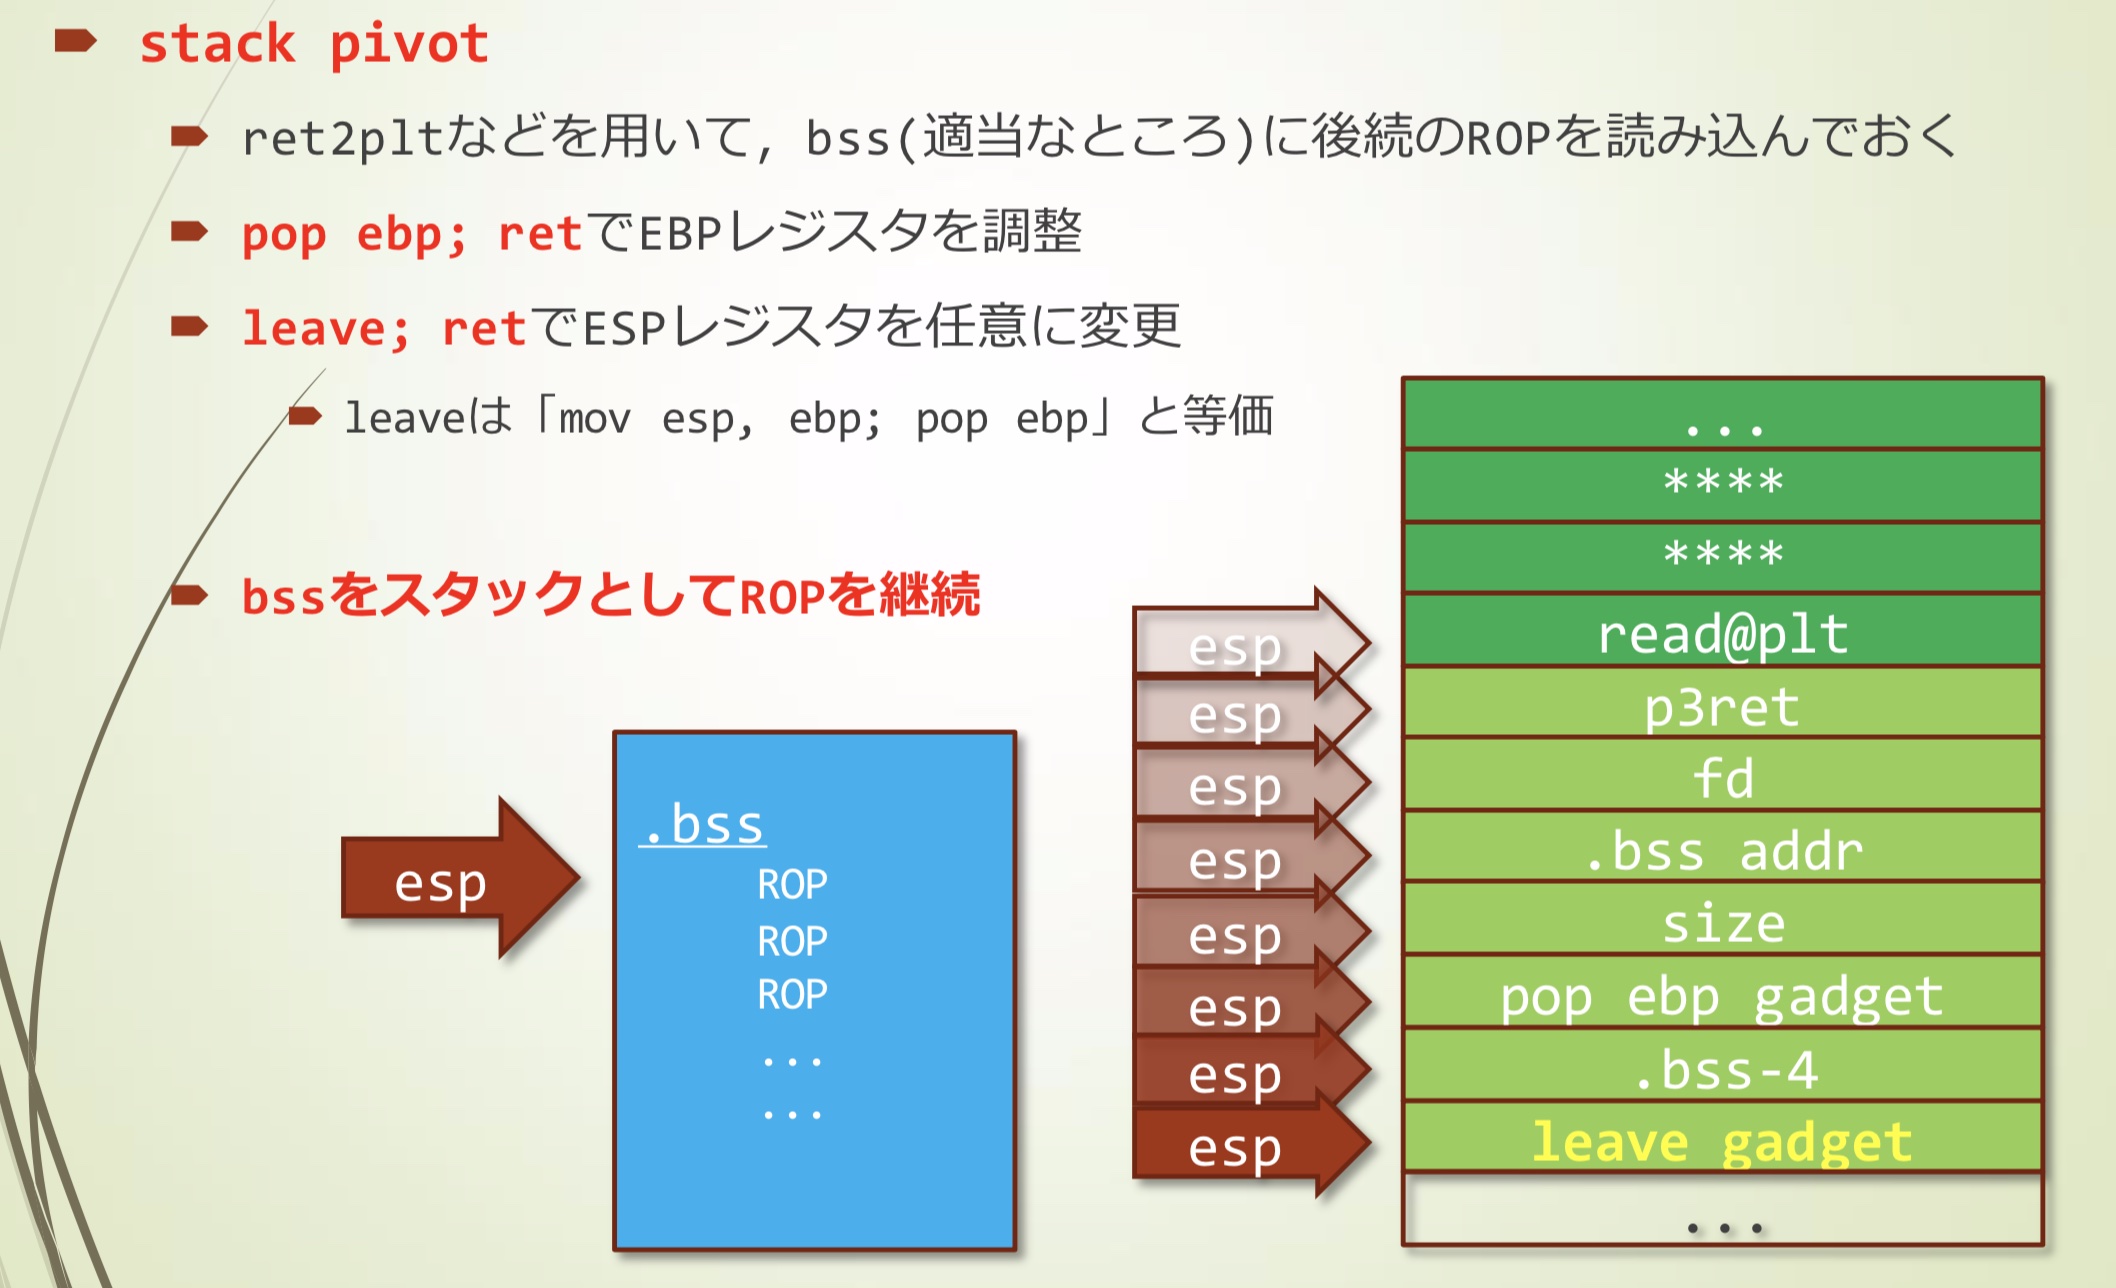 stack pivot
ret2pltなどを用いて, bss(適当なところ)に後続のROPを読み込んでおく
pop ebp; retでEBPレジスタを調整
leave; retでESPレジスタを任意に変更
leaveは「mov esp, ebp; pop ebp」と等価
bssをスタックとしてROPを継続
esp
.bss
ROP
ROP
ROP
...
...
esp
esp
esp
esp
esp
esp
esp
esp
...
****
****
read@plt
p3ret
fd
.bss addr
size
pop ebp gadget
.bss-4
leave gadget
...